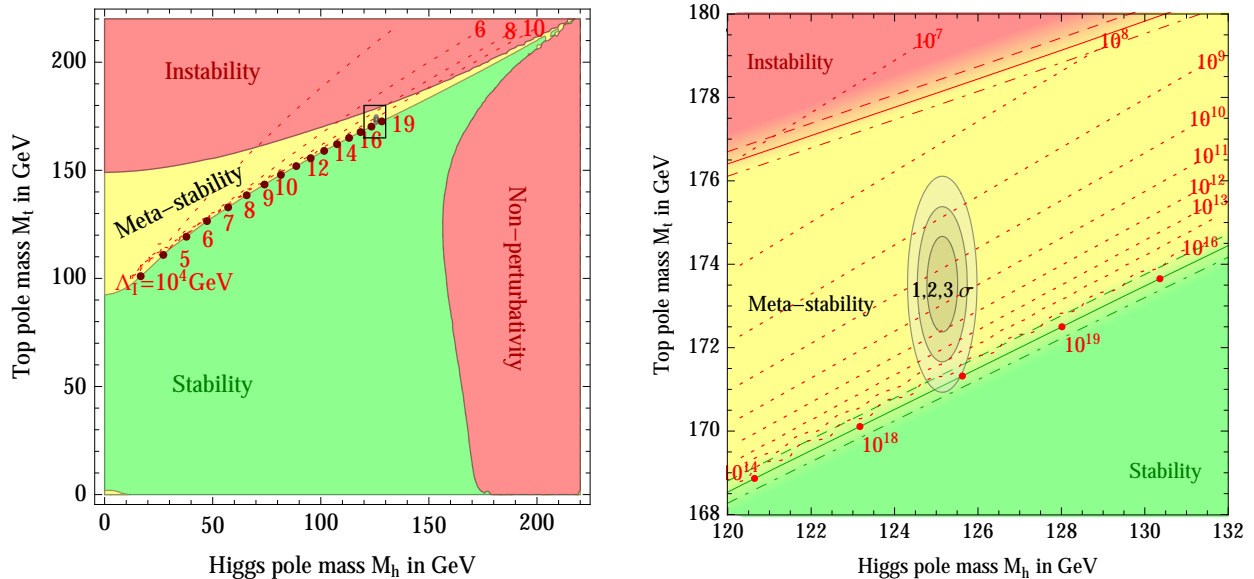 6 8 10
Instability
19
16
14
12
10
9
8
7
6
5
Λ_I=10^4 GeV
Meta-stability
Non-perturbativity
Stability
200
150
100
50
0
0 50 100 150 200
Top pole mass M_t in GeV
Higgs pole mass M_h in GeV
180
178
176
174
172
170
168
120 122 124 126 128 130 132
Top pole mass M_t in GeV
Higgs pole mass M_h in GeV
Instability
10^7
10^8
10^9
10^10
10^11
10^12
10^13
10^16
1,2,3 σ
Meta-stability
10^19
10^18
10^14
Stability